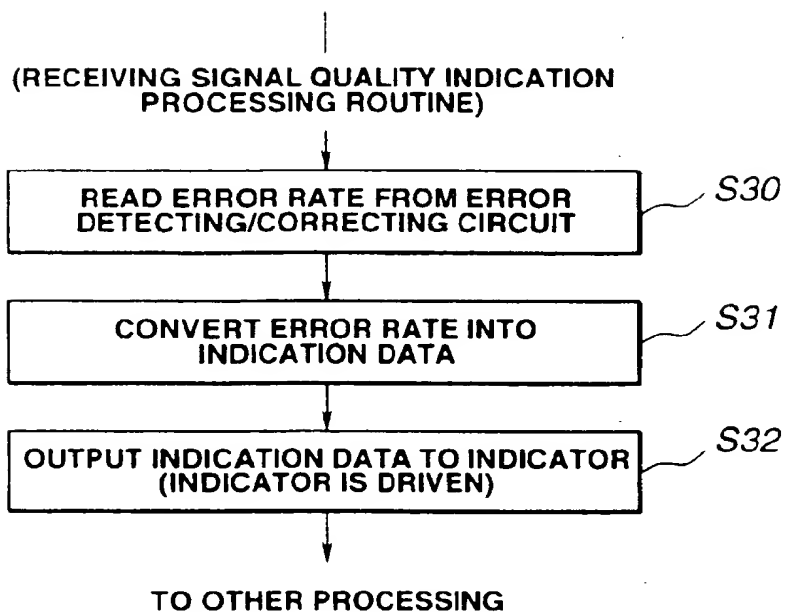 (RECEIVING SIGNAL QUALITY INDICATION
PROCESSING ROUTINE)
READ ERROR RATE FROM ERROR
DETECTING/CORRECTING CIRCUIT
S30
CONVERT ERROR RATE INTO
INDICATION DATA
S31
OUTPUT INDICATION DATA TO INDICATOR
(INDICATOR IS DRIVEN)
S32
TO OTHER PROCESSING